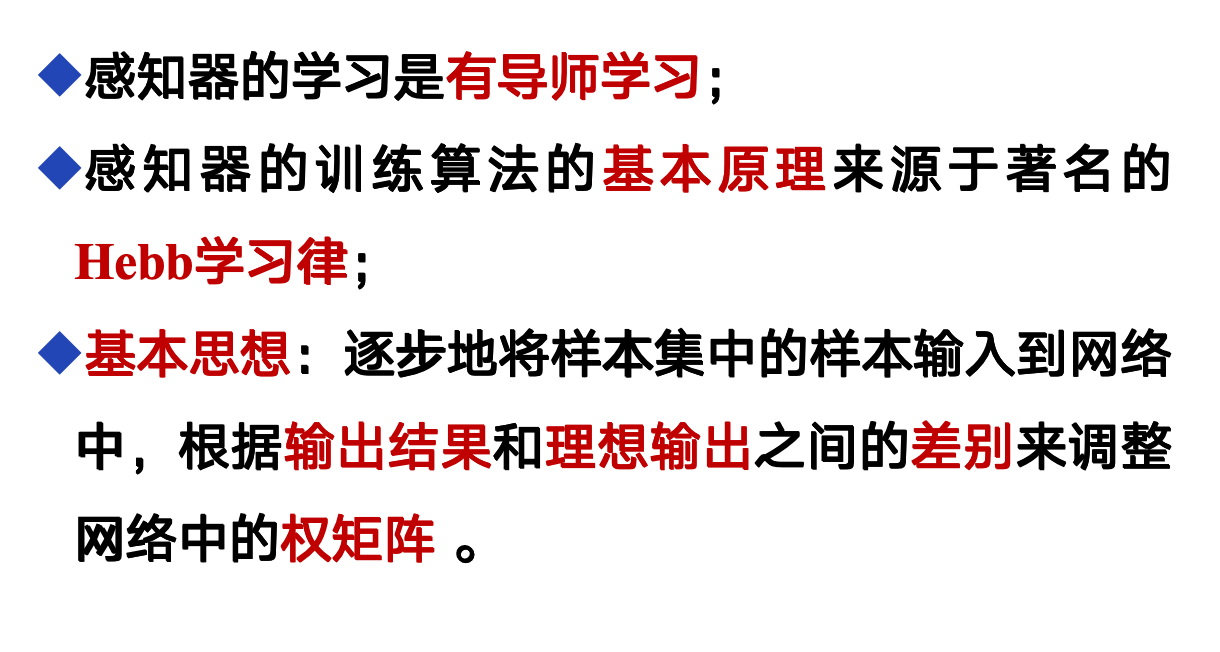 ◆感知器的学习是有导师学习；
◆感知器的训练算法的基本原理来源于著名的
Hebb学习律；
◆基本思想：逐步地将样本集中的样本输入到网络
中，根据输出结果和理想输出之间的差别来调整
网络中的权矩阵 。